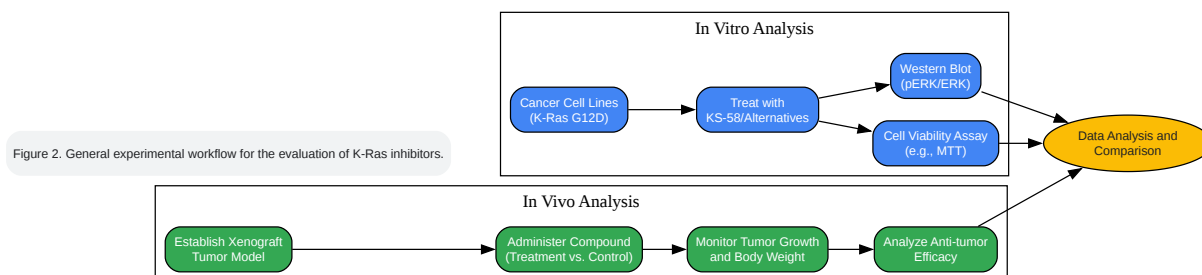 In Vitro Analysis
Cancer Cell Lines
(K-Ras G12D)
Treat with
KS-58/Alternatives
Western Blot
(pERK/ERK)
Cell Viability Assay
(e.g., MTT)
Data Analysis and
Comparison
Figure 2. General experimental workflow for the evaluation of K-Ras inhibitors.
In Vivo Analysis
Establish Xenograft
Tumor Model
Administer Compound
(Treatment vs. Control)
Monitor Tumor Growth
and Body Weight
Analyze Anti-tumor
Efficacy